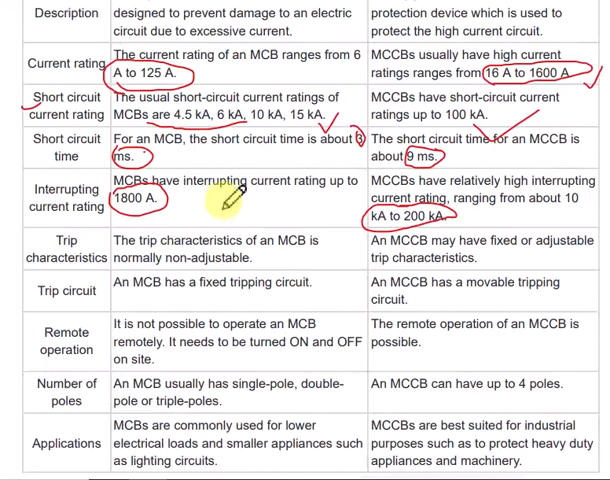 Description
designed to prevent damage to an electric
circuit due to excessive current.
protection device which is used to
protect the high current circuit.
Current rating
The current rating of an MCB ranges from 6
A to 125 A.
MCCBs usually have high current
ratings ranges from 16 A to 1600 A.
Short circuit
current rating
The usual short-circuit current ratings of
MCBs are 4.5 kA, 6 kA, 10 kA, 15 kA.
MCCBs have short-circuit current
ratings up to 100 kA.
Short circuit
time
For an MCB, the short circuit time is about 3
ms.
The short circuit time for an MCCB is
about 9 ms.
Interrupting
current rating
MCBs have interrupting current rating up to
1800 A.
MCCBs have relatively high interrupting
current rating, ranging from about 10
kA to 200 kA.
Trip
characteristics
The trip characteristics of an MCB is
normally non-adjustable.
An MCCB may have fixed or adjustable
trip characteristics.
Trip circuit
An MCB has a fixed tripping circuit.
An MCCB has a movable tripping
circuit.
Remote
operation
It is not possible to operate an MCB
remotely. It needs to be turned ON and OFF
on site.
The remote operation of an MCCB is
possible.
Number of
poles
An MCB usually has single-pole, double-
pole or triple-poles.
An MCCB can have up to 4 poles.
Applications
MCBs are commonly used for lower
electrical loads and smaller appliances such
as lighting circuits.
MCCBs are best suited for industrial
purposes such as to protect heavy duty
appliances and machinery.